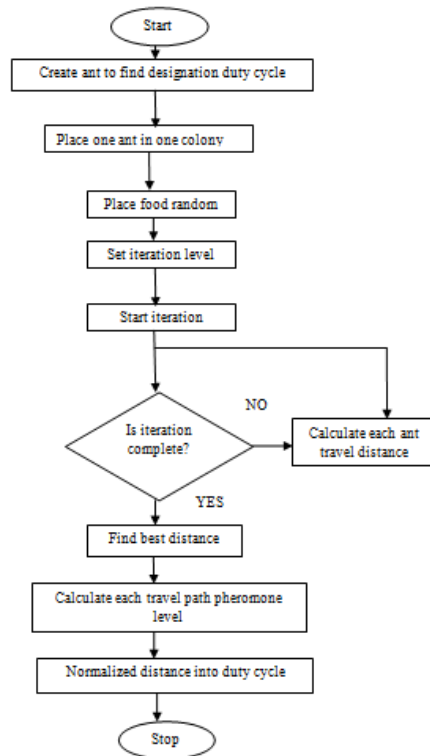 Start
Create ant to find designation duty cycle
Place one ant in one colony
Place food random
Set iteration level
Start iteration
NO
Is iteration
complete?
Calculate each ant
travel distance
YES
Find best distance
Calculate each travel path pheromone
level
Normalized distance into duty cycle
Stop